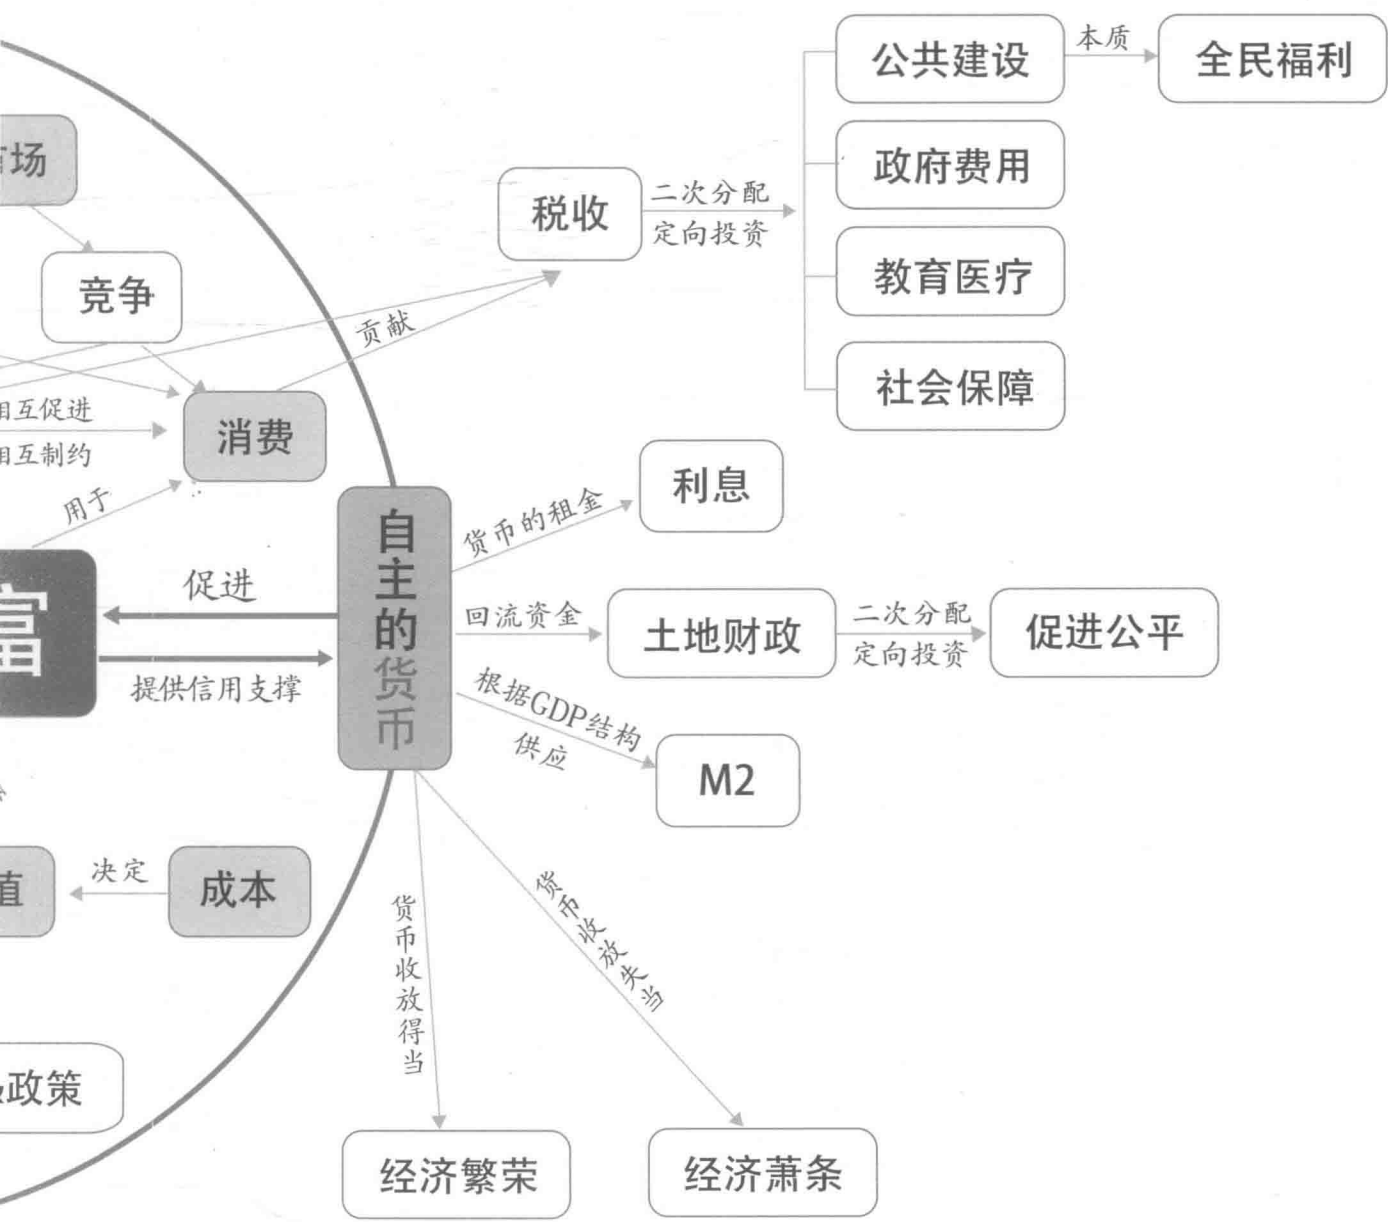 公共建设
本质
全民福利
市场
政府费用
税收
二次分配
定向投资
教育医疗
竞争
贡献
社会保障
相互促进
消费
相互制约
用于
利息
货币的租金
自主的货币
富
促进
回流资金
土地财政
二次分配
定向投资
促进公平
提供信用支撑
根据GDP结构
供应
M2
值
决定
成本
货币收放得当
货币收放失当
政策
经济繁荣
经济萧条